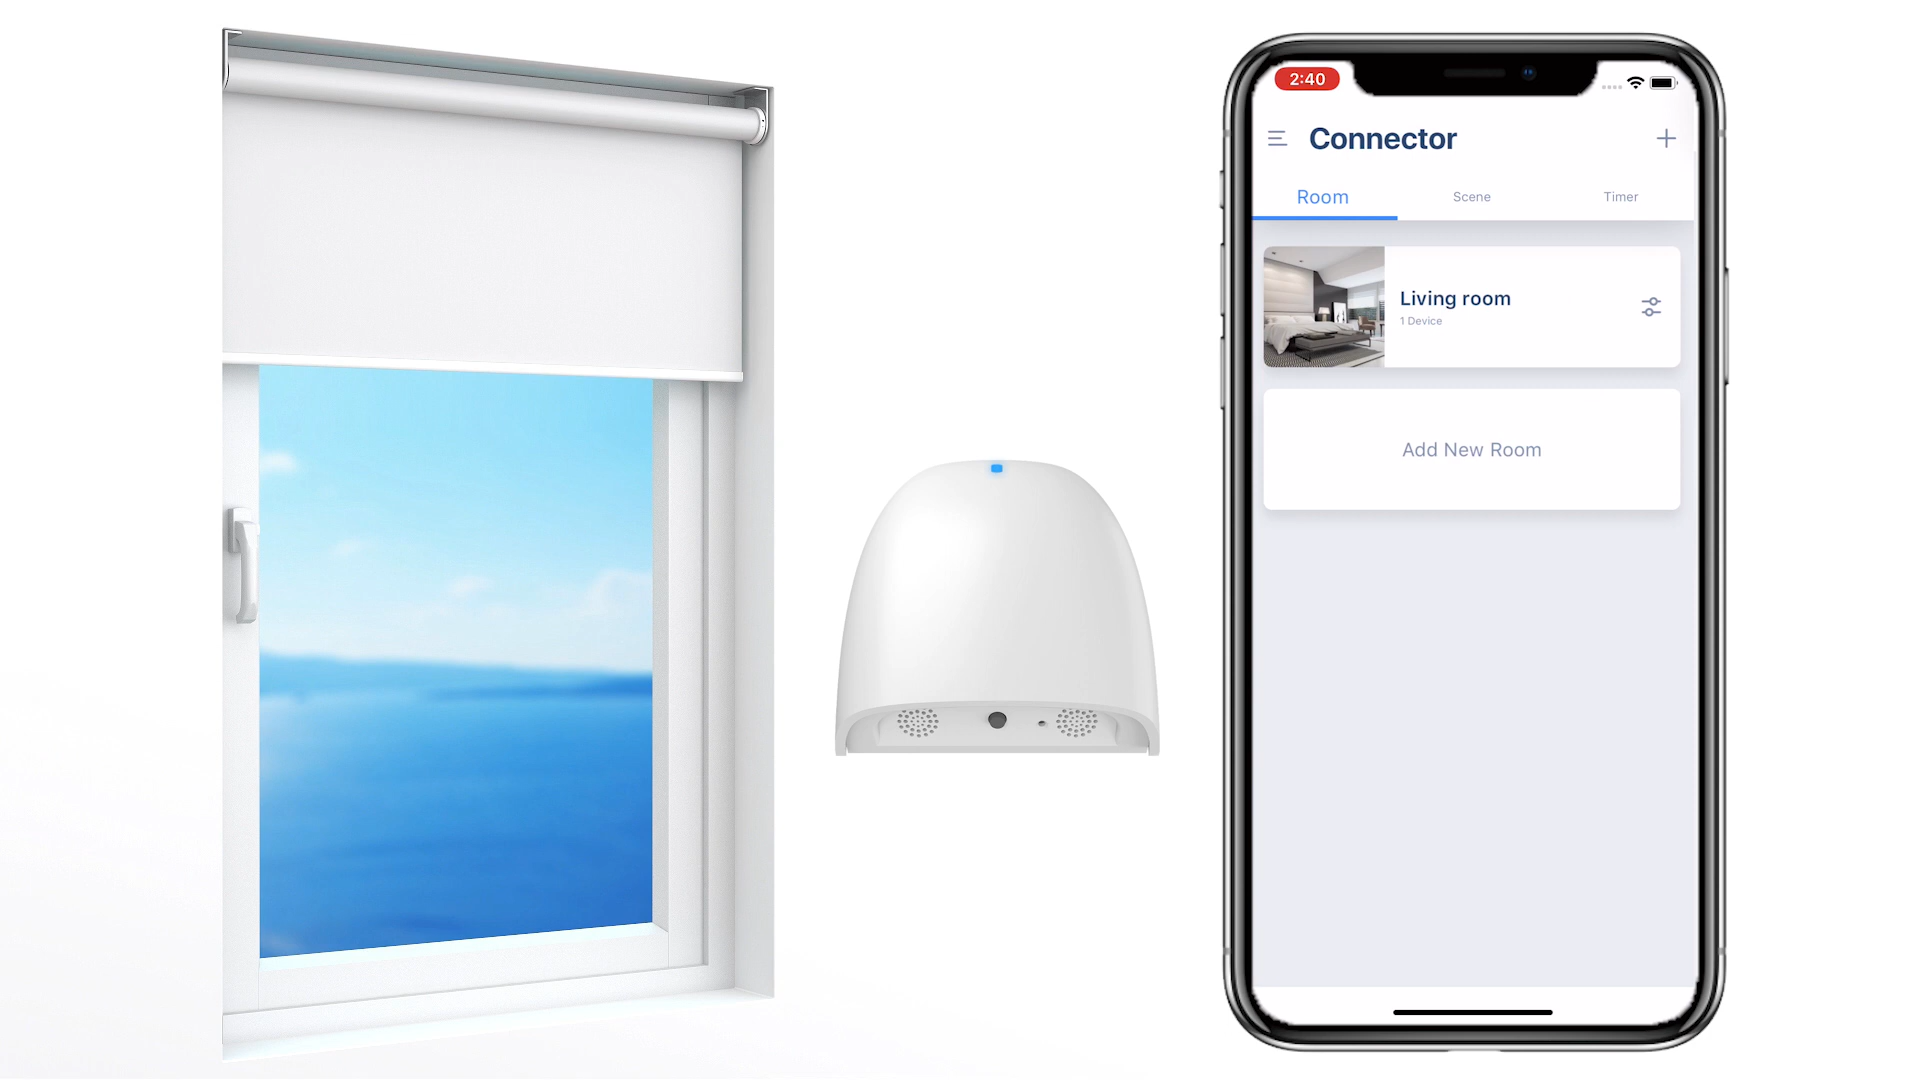 2:40
Connector
Room
Scene
Timer
Living room
1 Device
Add New Room